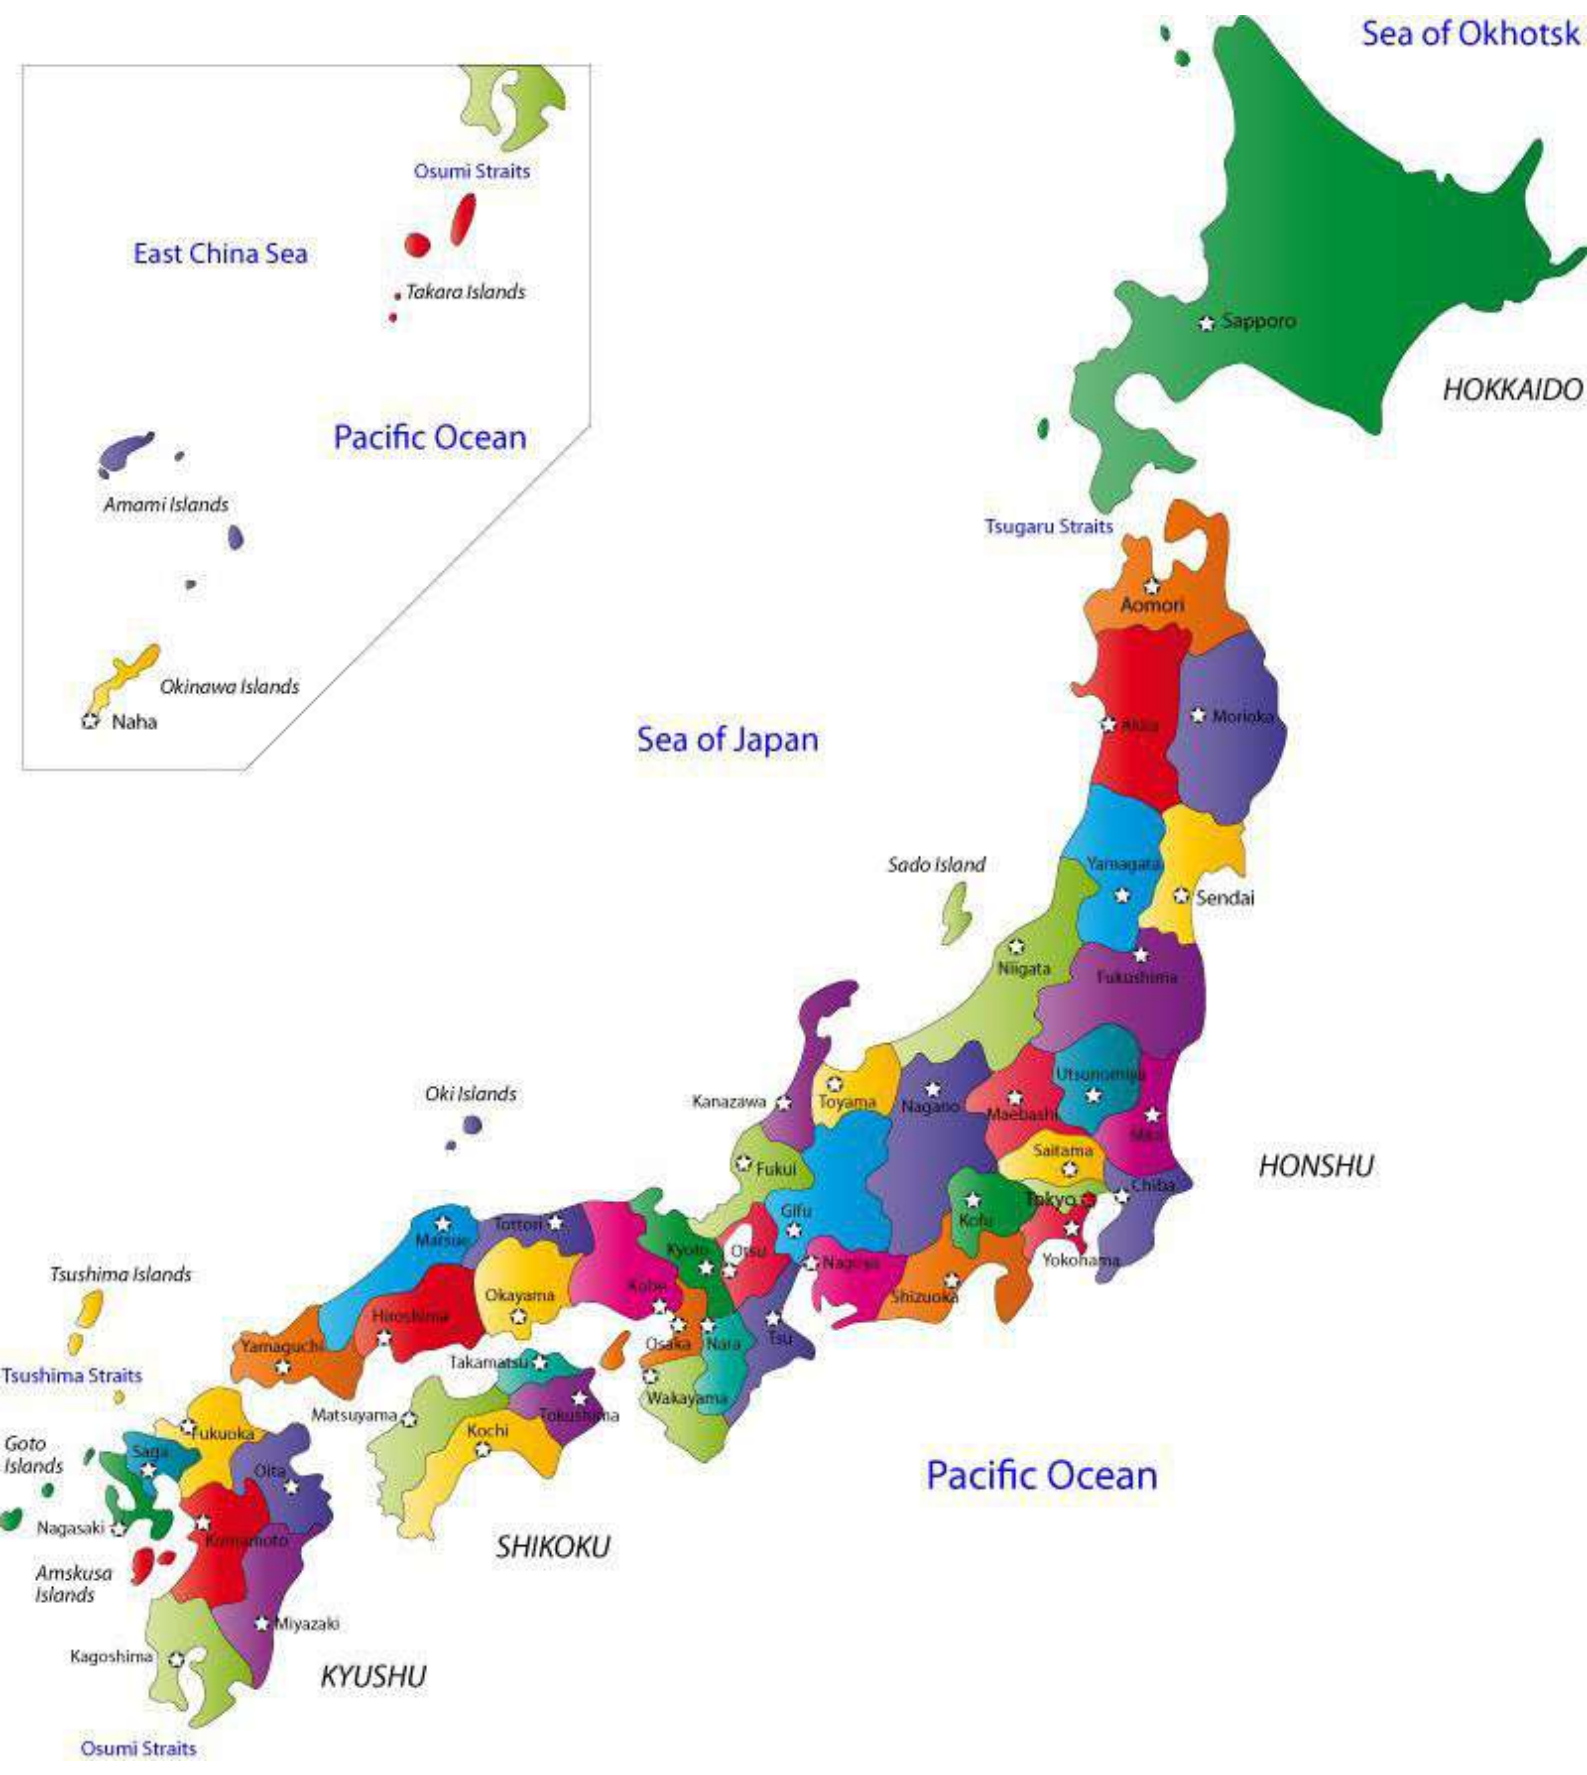 Sea of Okhotsk
Osumi Straits
East China Sea
Takara Islands
Sapporo
HOKKAIDO
Pacific Ocean
Amami Islands
Tsugaru Straits
Aomori
Okinawa Islands
Naha
Akita
Morioka
Sea of Japan
Sado Island
Yamagata
Sendai
Niigata
Fukushima
Utsunomiya
Oki Islands
Kanazawa
Toyama
Nagano
Maebashi
Mito
Saitama
HONSHU
Fukui
Chiba
Tokyo
Gifu
Kofu
Tottori
Matsue
Kyoto
Otsu
Yokohama
Nagoya
Tsushima Islands
Kobe
Okayama
Shizuoka
Hiroshima
Yamaguchi
Osaka
Nara
Tsu
Takamatsu
Tsushima Straits
Wakayama
Matsuyama
Tokushima
Kochi
Fukuoka
Goto
Islands
Saga
Oita
Pacific Ocean
Nagasaki
Kumamoto
SHIKOKU
Amskusa
Islands
Miyazaki
Kagoshima
KYUSHU
Osumi Straits